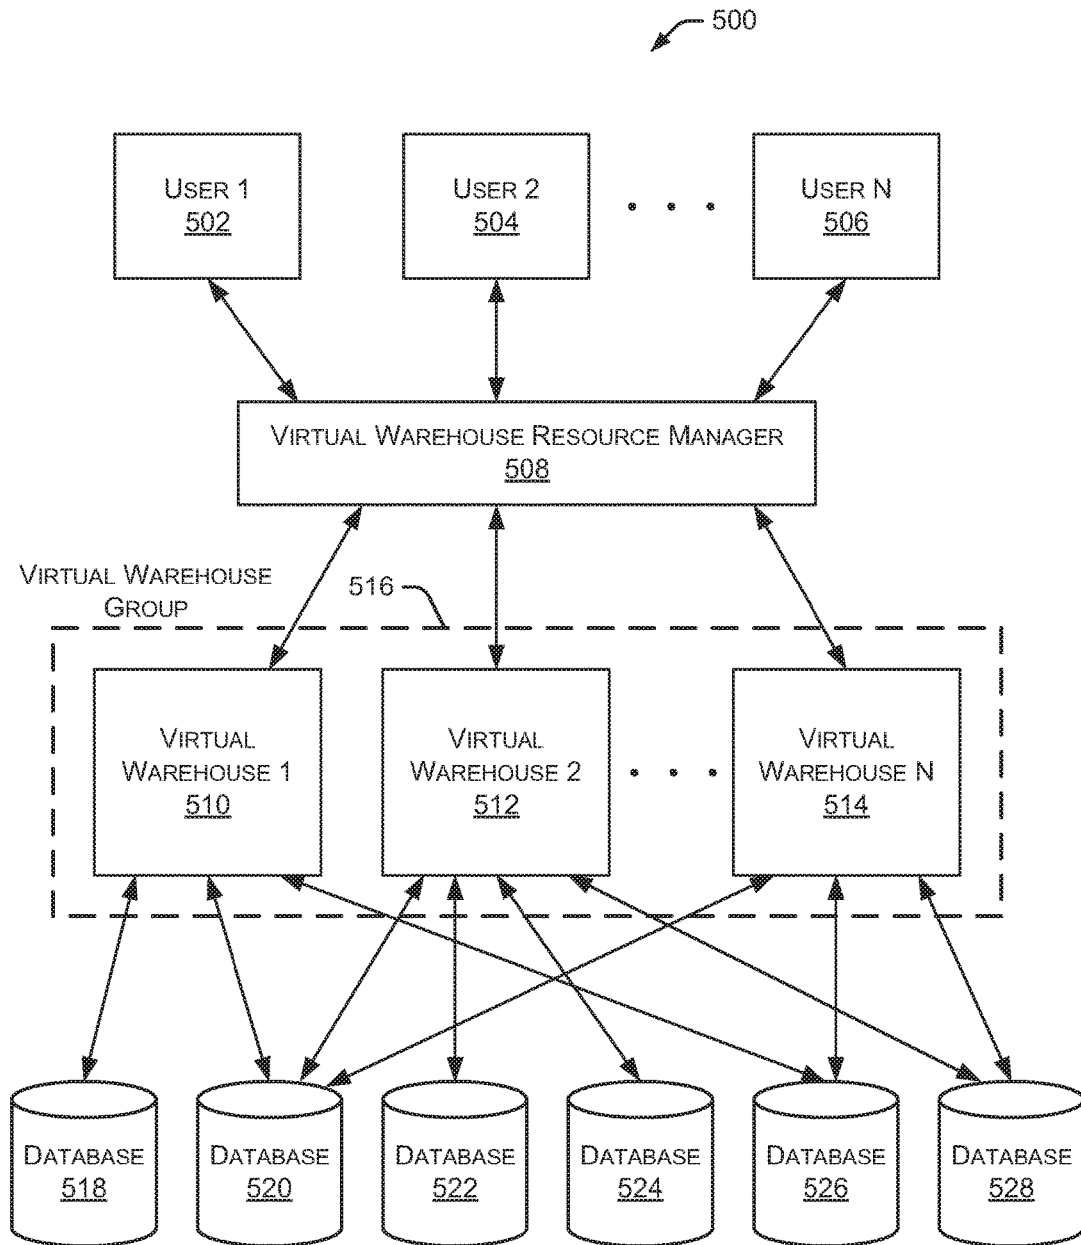 500
USER 1
502
USER 2
504
USER N
506
VIRTUAL WAREHOUSE RESOURCE MANAGER
508
VIRTUAL WAREHOUSE
GROUP
516
VIRTUAL
WAREHOUSE 1
510
VIRTUAL
WAREHOUSE 2
512
VIRTUAL
WAREHOUSE N
514
DATABASE
518
DATABASE
520
DATABASE
522
DATABASE
524
DATABASE
526
DATABASE
528